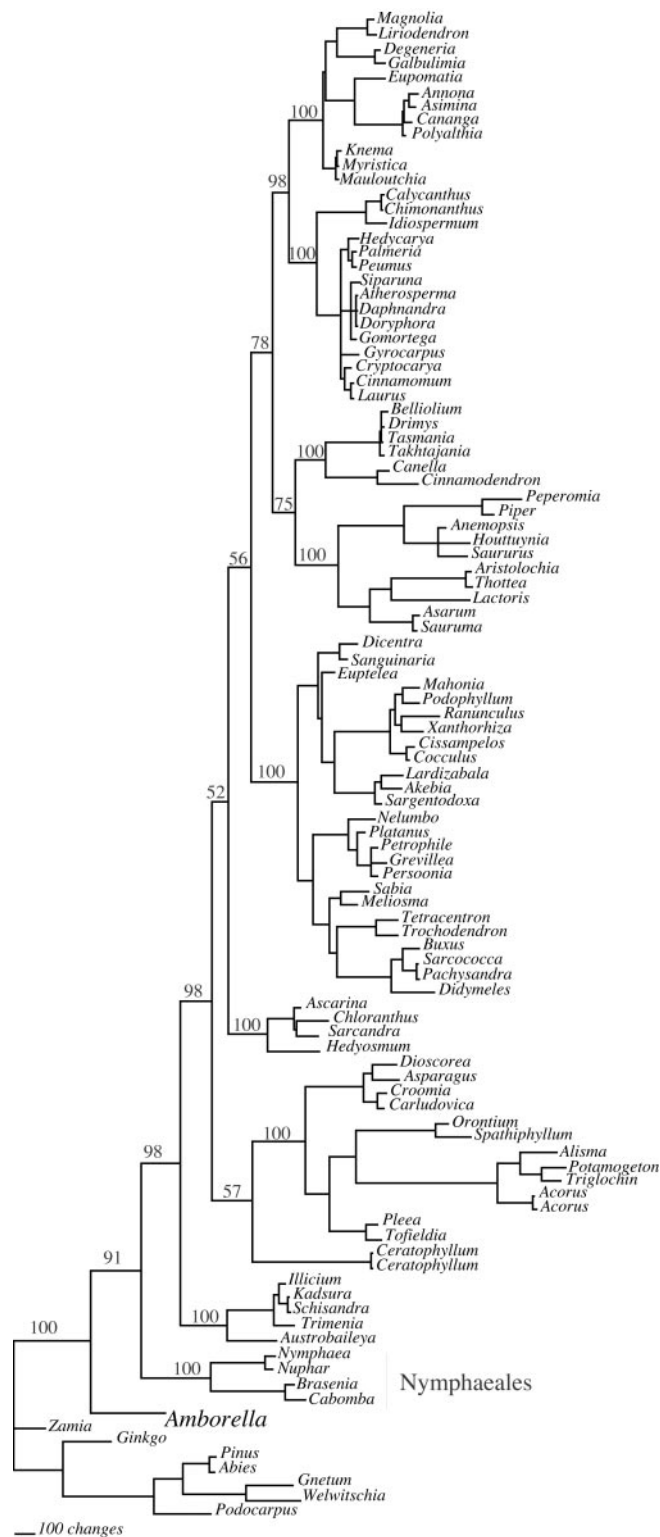 Magnolia
Liriodendron
Degeneria
Galbulimia
Eupomatia
Annona
Asimina
Cananga
Polyalthia
100
Knema
Myristica
Mauloutchia
98
Calycanthus
Chimonanthus
Idiospermum
100
Hedycarya
Palmeria
Peumus
Siparuna
Atherosperma
Daphnandra
Doryphora
Gomortega
78
Gyrocarpus
Cryptocarya
Cinnamomum
Laurus
Belliolium
Drimys
Tasmania
100
Takhtajania
Canella
Cinnamodendron
75
Peperomia
Piper
Anemopsis
Houttuynia
100
Saururus
56
Aristolochia
Thottea
Lactoris
Asarum
Sauruma
Dicentra
Sanguinaria
Euptelea
Mahonia
Podophyllum
Ranunculus
Xanthorhiza
Cissampelos
Cocculus
100
Lardizabala
Akebia
Sargentodoxa
52
Nelumbo
Platanus
Petrophile
Grevillea
Persoonia
Sabia
Meliosma
Tetracentron
Trochodendron
Buxus
Sarcococca
Pachysandra
Didymeles
98
Ascarina
Chloranthus
100
Sarcandra
Hedyosmum
Dioscorea
Asparagus
Croomia
Carludovica
Orontium
100
Spathiphyllum
98
Alisma
Potamogeton
Triglochin
57
Acorus
Acorus
Pleea
Tofieldia
Ceratophyllum
Ceratophyllum
91
Illicium
Kadsura
Schisandra
100
Trimenia
Austrobaileya
100
Nymphaea
100
Nuphar
Nymphaeales
Brasenia
Cabomba
Amborella
Zamia
Ginkgo
Pinus
Abies
Gnetum
Welwitschia
Podocarpus
100 changes